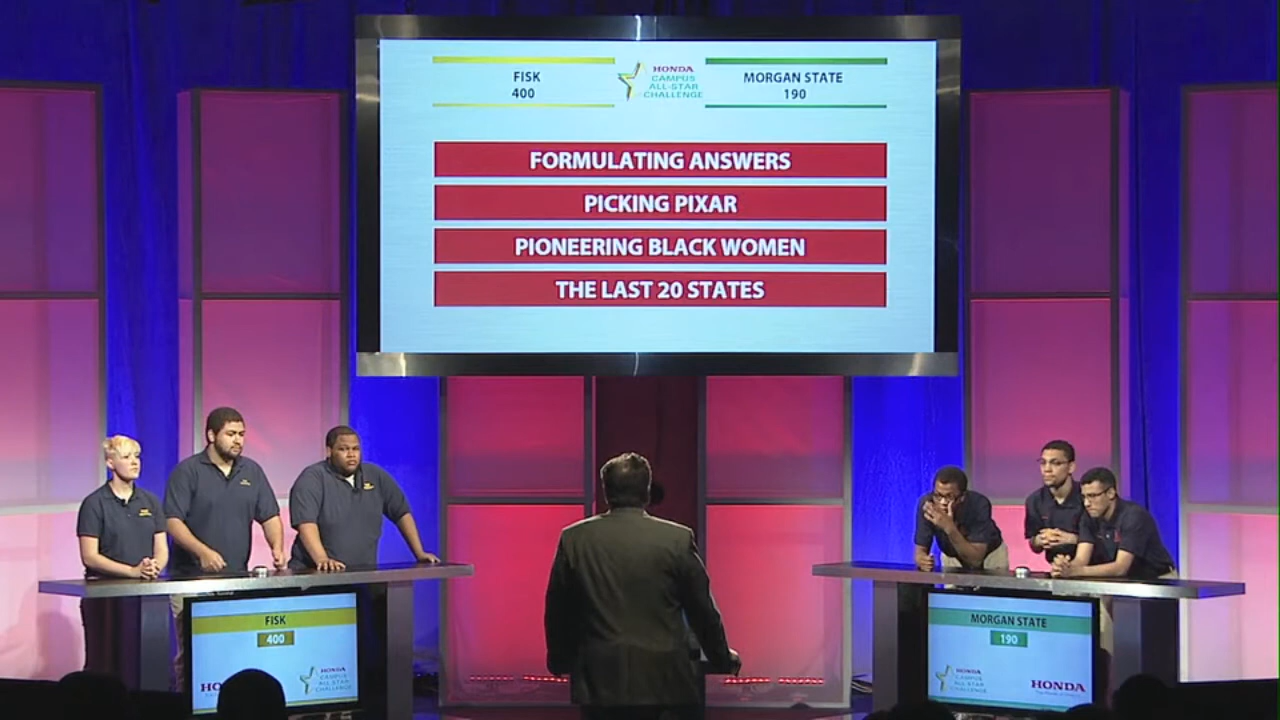 FISK
400
HONDA
CAMPUS
ALL-STAR
CHALLENGE
MORGAN STATE
190
FORMULATING ANSWERS
PICKING PIXAR
PIONEERING BLACK WOMEN
THE LAST 20 STATES
FISK
400
HO
HONDA
CAMPUS
ALL-STAR
CHALLENGE
MORGAN STATE
190
HONDA
CAMPUS
ALL-STAR
CHALLENGE
HONDA